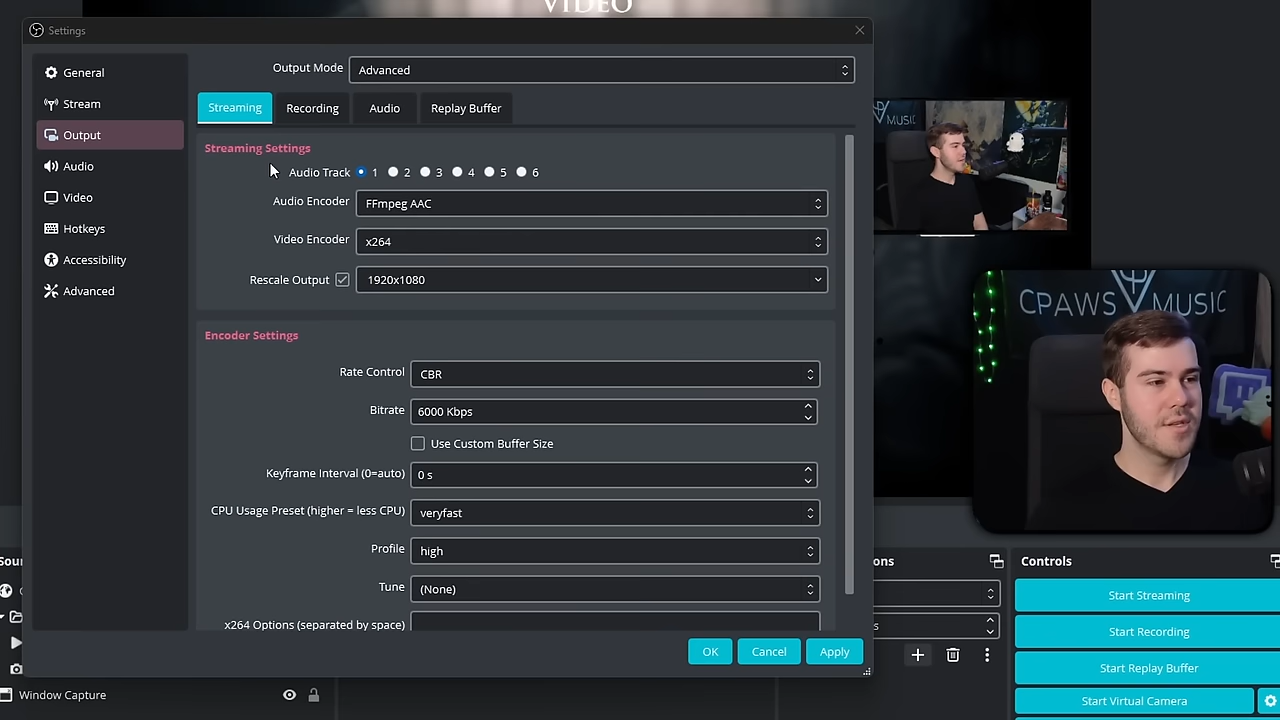 VIDEO
Settings
General
Stream
Output
Audio
Video
Hotkeys
Accessibility
Advanced
Output Mode
Advanced
Streaming
Recording
Audio
Replay Buffer
Streaming Settings
Audio Track 1 2 3 4 5 6
Audio Encoder
FFmpeg AAC
Video Encoder
x264
Rescale Output
1920x1080
Encoder Settings
Rate Control
CBR
Bitrate
6000 Kbps
Use Custom Buffer Size
Keyframe Interval (0=auto)
0 s
CPU Usage Preset (higher = less CPU)
veryfast
Profile
high
Tune
(None)
x264 Options (separated by space)
OK
Cancel
Apply
MUSIC
CPAWS MUSIC
Sou
ons
s
Window Capture
Controls
Start Streaming
Start Recording
Start Replay Buffer
Start Virtual Camera